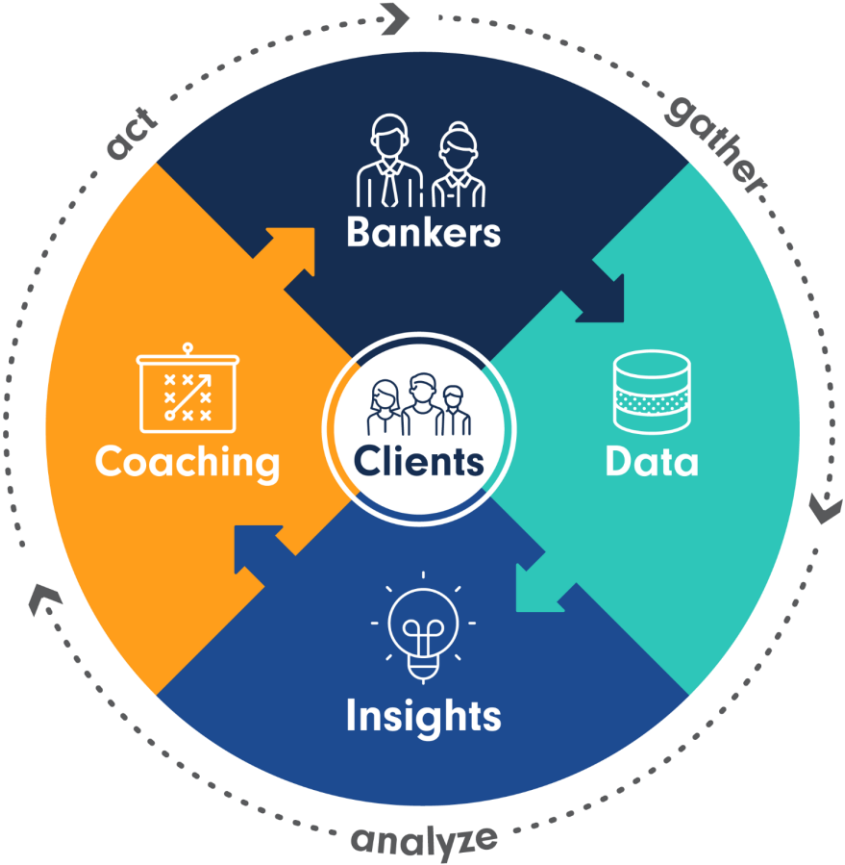 act
gather
Bankers
Coaching
Clients
Data
Insights
analyze